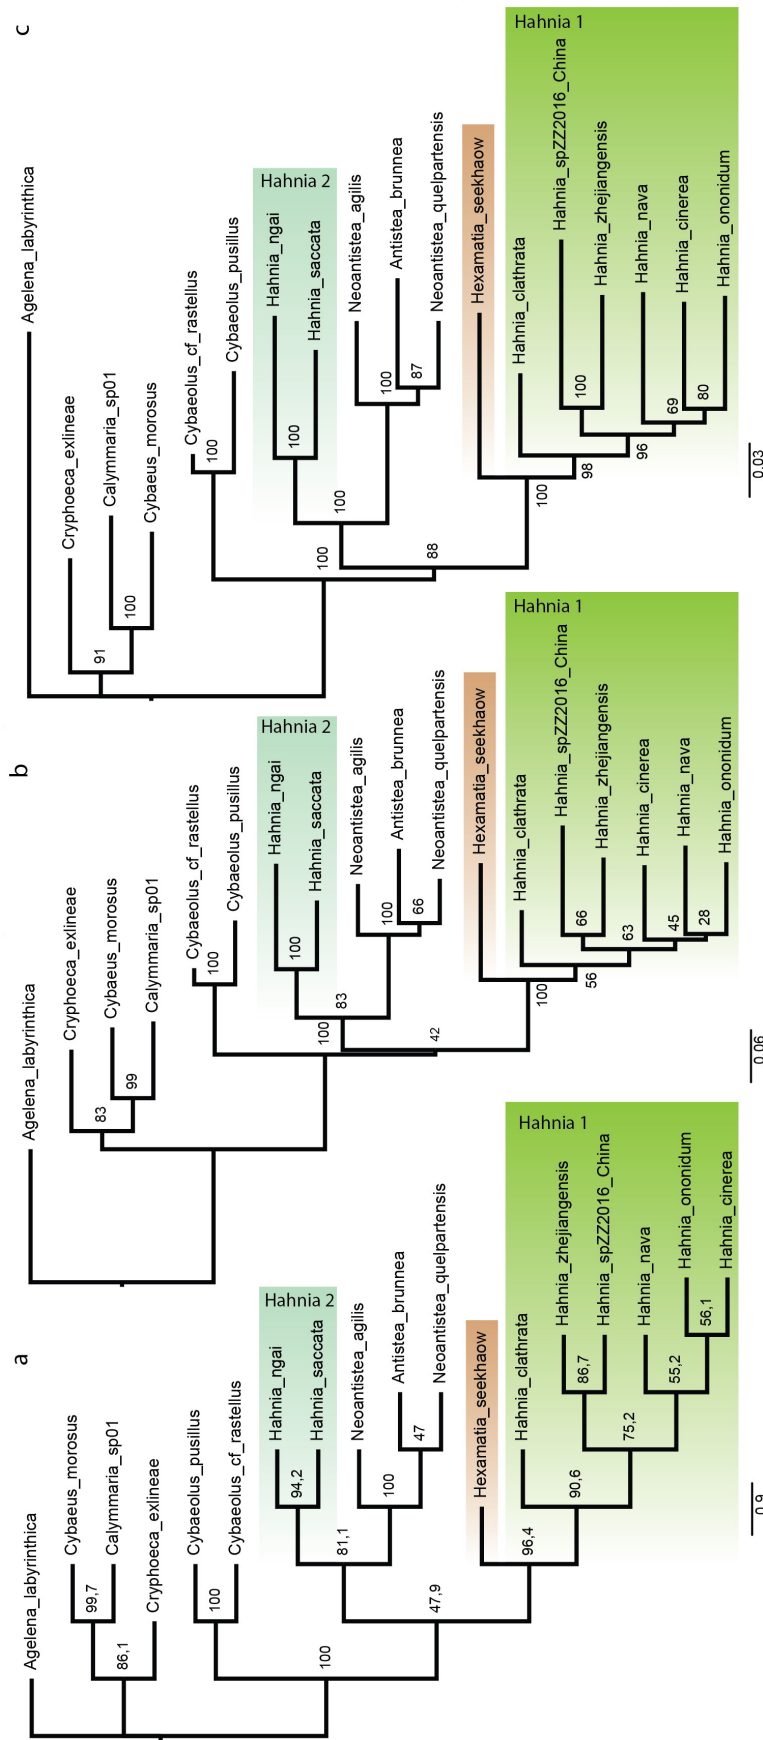 a
Agelena_labyrinthica
Cybaeus_morosus
99,7
Calymmaria_sp01
86,1
Cryphoeca_exlineae
Cybaeolus_pusillus
100
Cybaeolus_cf_rastellus
100
Hahnia 2
Hahnia_ngai
94,2
Hahnia_saccata
81,1
Neoantistea_agilis
100
Antistea_brunnea
47
Neoantistea_quelpartensis
47,9
Hexamatia_seekhaow
96,4
Hahnia 1
Hahnia_clathrata
90,6
Hahnia_zhejiangensis
86,7
Hahnia_spZZ2016_China
75,2
Hahnia_nava
55,2
Hahnia_ononidum
56,1
Hahnia_cinerea
0.9
b
Agelena_labyrinthica
Cryphoeca_exlineae
83
Cybaeus_morosus
99
Calymmaria_sp01
Cybaeolus_cf_rastellus
100
Cybaeolus_pusillus
100
Hahnia 2
Hahnia_ngai
100
Hahnia_saccata
83
Neoantistea_agilis
100
Antistea_brunnea
66
Neoantistea_quelpartensis
42
Hexamatia_seekhaow
100
Hahnia 1
Hahnia_clathrata
56
Hahnia_spZZ2016_China
66
Hahnia_zhejiangensis
63
Hahnia_cinerea
45
Hahnia_nava
28
Hahnia_ononidum
0.06
c
Agelena_labyrinthica
Cryphoeca_exlineae
91
Calymmaria_sp01
100
Cybaeus_morosus
Cybaeolus_cf_rastellus
100
Cybaeolus_pusillus
100
Hahnia 2
Hahnia_ngai
100
Hahnia_saccata
100
Neoantistea_agilis
100
Antistea_brunnea
87
Neoantistea_quelpartensis
88
Hexamatia_seekhaow
100
Hahnia 1
Hahnia_clathrata
98
Hahnia_spZZ2016_China
100
Hahnia_zhejiangensis
96
Hahnia_nava
69
Hahnia_cinerea
80
Hahnia_ononidum
0.03